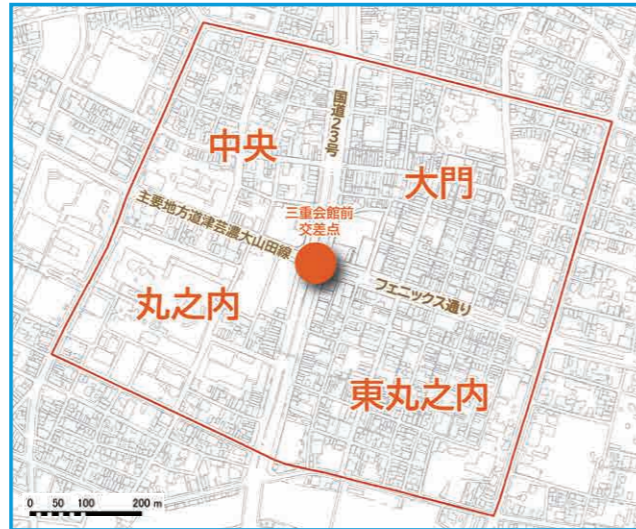 国道23号
中央
大門
三重会館前
交差点
主要地方道津芸濃大山田線
フェニックス通り
丸之内
東丸之内
0 50 100 200 m